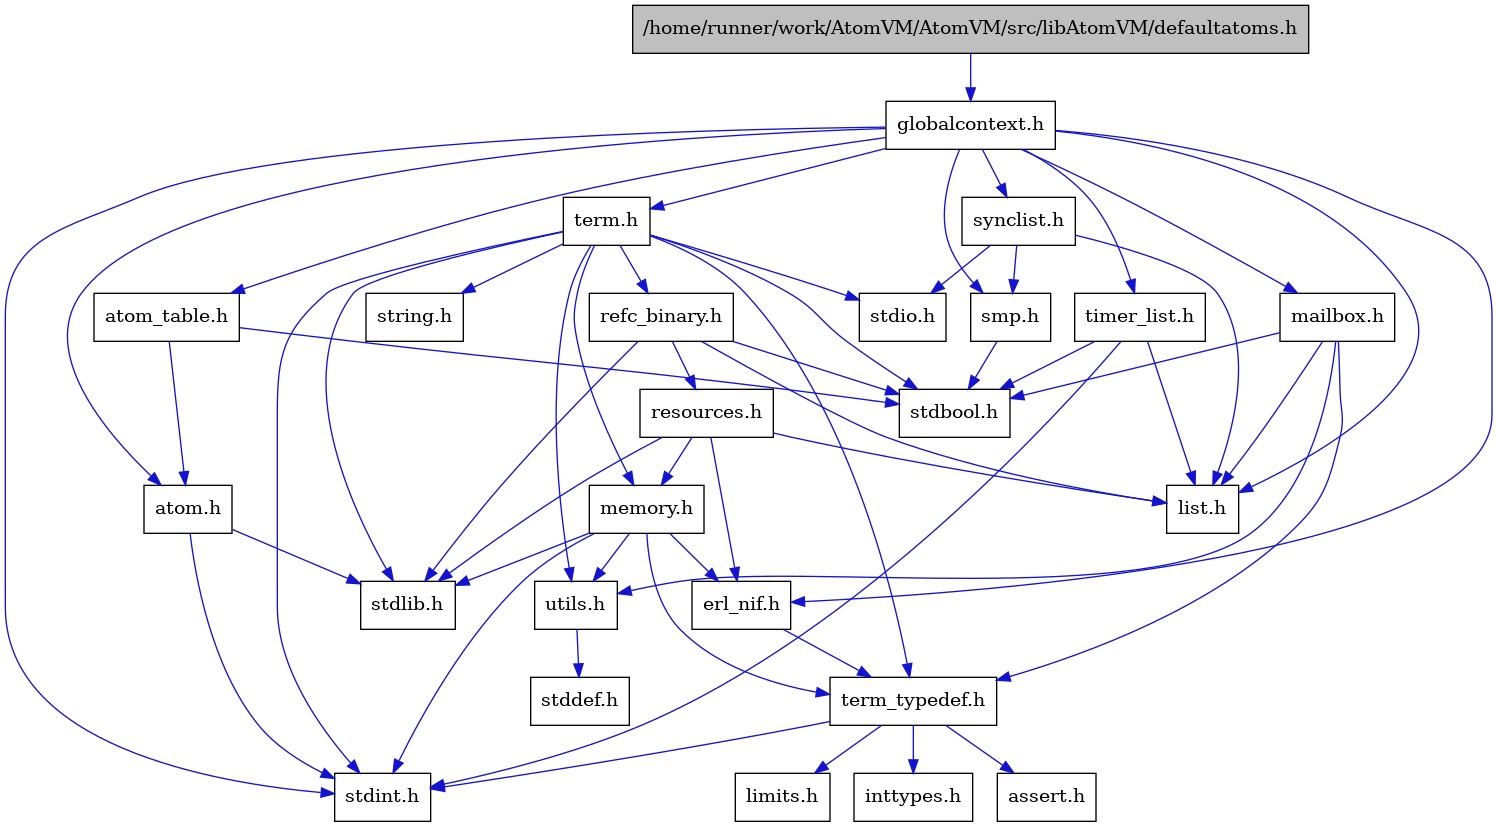 /home/runner/work/AtomVM/AtomVM/src/libAtomVM/defaultatoms.h
globalcontext.h
term.h
synclist.h
atom_table.h
string.h
refc_binary.h
stdio.h
smp.h
timer_list.h
mailbox.h
resources.h
stdbool.h
atom.h
memory.h
list.h
stdlib.h
utils.h
erl_nif.h
stddef.h
term_typedef.h
stdint.h
limits.h
inttypes.h
assert.h